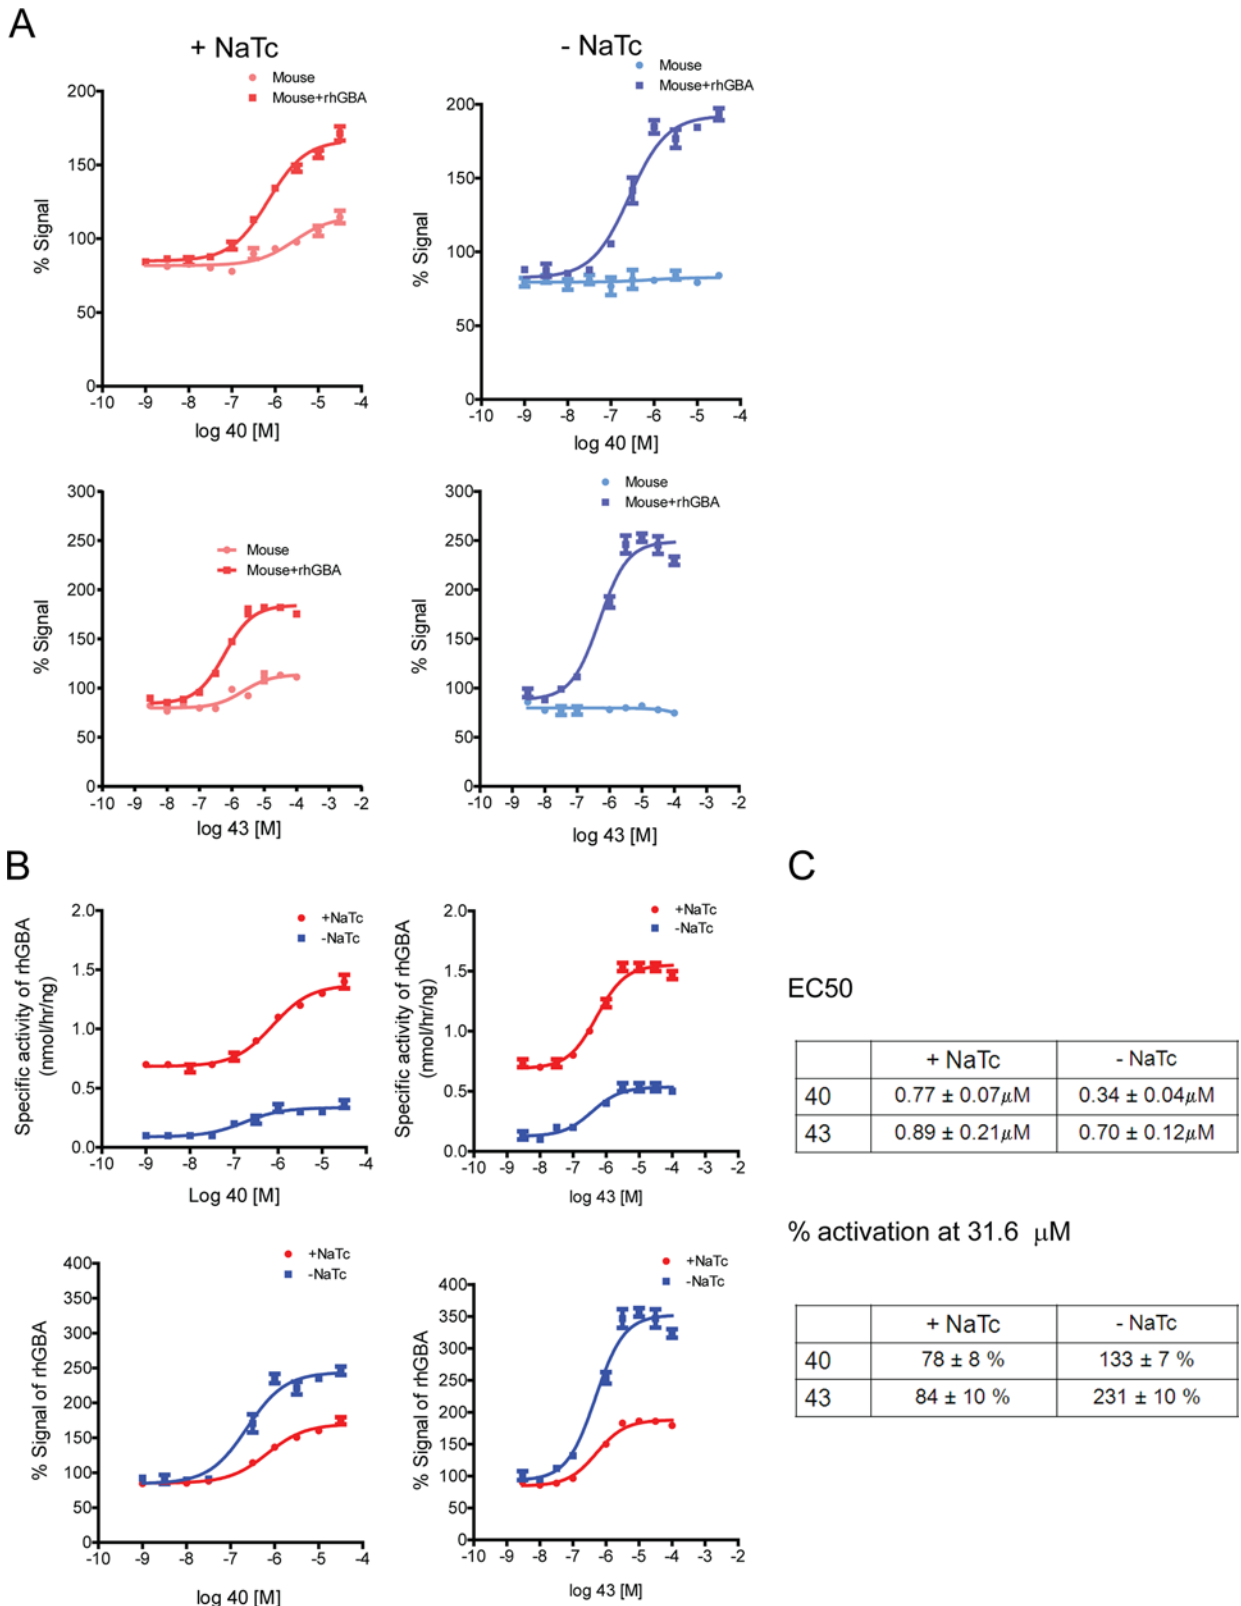 A
+ NaTc
- NaTc
Mouse
Mouse+rhGBA
200
150
100
50
0
% Signal
-10 -9 -8 -7 -6 -5 -4
log 40 [M]
Mouse
Mouse+rhGBA
200
150
100
50
0
% Signal
-10 -9 -8 -7 -6 -5 -4
log 40 [M]
Mouse
Mouse+rhGBA
300
250
200
150
100
50
0
% Signal
-10 -9 -8 -7 -6 -5 -4 -3 -2
log 43 [M]
Mouse
Mouse+rhGBA
300
250
200
150
100
50
0
% Signal
-10 -9 -8 -7 -6 -5 -4 -3 -2
log 43 [M]
B
+NaTc
-NaTc
2.0
1.5
1.0
0.5
0.0
Specific activity of rhGBA
(nmol/hr/ng)
-10 -9 -8 -7 -6 -5 -4
Log 40 [M]
+NaTc
-NaTc
2.0
1.5
1.0
0.5
0.0
Specific activity of rhGBA
(nmol/hr/ng)
-10 -9 -8 -7 -6 -5 -4 -3 -2
log 43 [M]
+NaTc
-NaTc
400
350
300
250
200
150
100
50
0
% Signal of rhGBA
-10 -9 -8 -7 -6 -5 -4
log 40 [M]
+NaTc
-NaTc
400
350
300
250
200
150
100
50
0
% Signal of rhGBA
-10 -9 -8 -7 -6 -5 -4 -3 -2
log 43 [M]
C
EC50
+ NaTc - NaTc
40 0.77 ± 0.07μM 0.34 ± 0.04μM
43 0.89 ± 0.21μM 0.70 ± 0.12μM
% activation at 31.6 μM
+ NaTc - NaTc
40 78 ± 8 % 133 ± 7 %
43 84 ± 10 % 231 ± 10 %